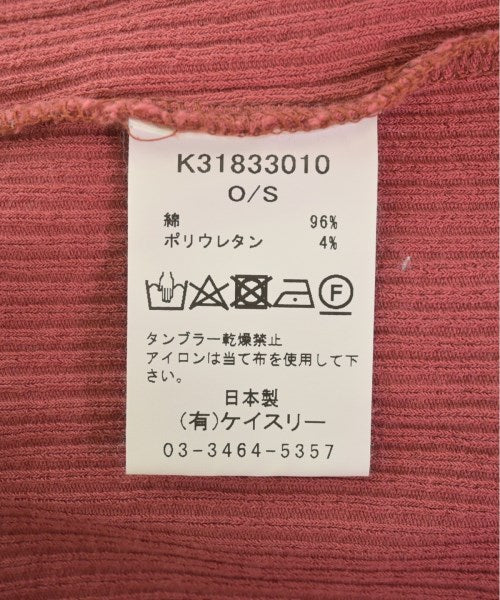 K31833010
O/S
綿 96%
ポリウレタン 4%
F
タンブラー乾燥禁止
アイロンは当て布を使用して下
さい。
日本製
(有)ケイスリー
03-3464-5357